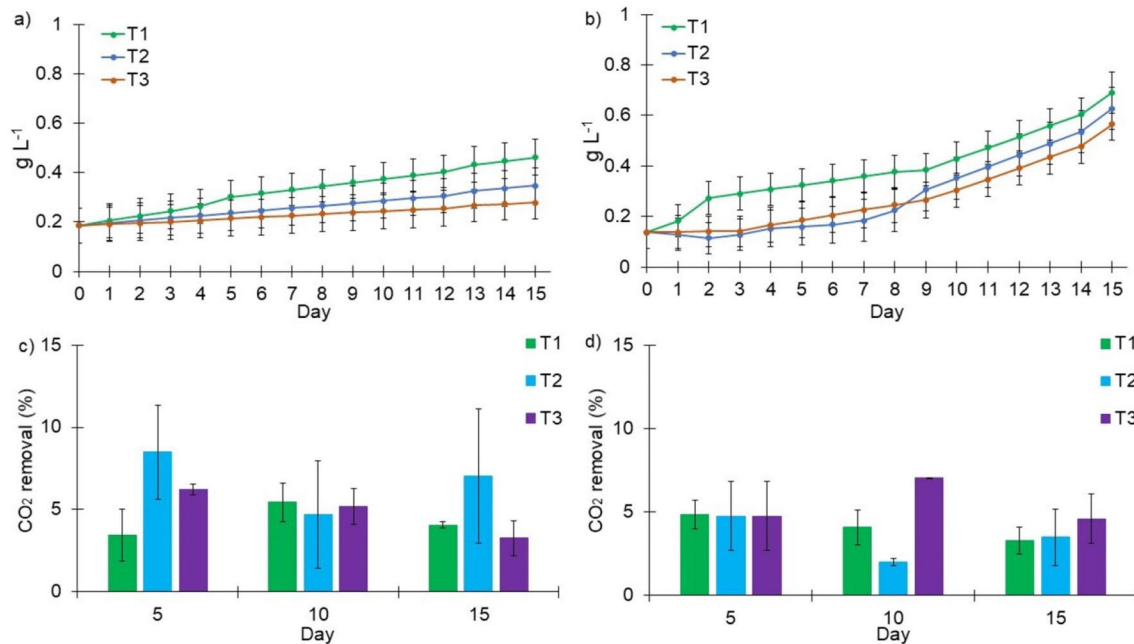 a)
1
T1
T2
T3
0.8
0.6
g L-1
0.4
0.2
0
0 1 2 3 4 5 6 7 8 9 10 11 12 13 14 15
Day
b)
1
T1
T2
T3
0.8
0.6
g L-1
0.4
0.2
0
0 1 2 3 4 5 6 7 8 9 10 11 12 13 14 15
Day
c)
15
T1
T2
T3
10
CO2 removal (%)
5
0
5 10 15
Day
d)
15
T1
T2
T3
10
CO2 removal (%)
5
0
5 10 15
Day